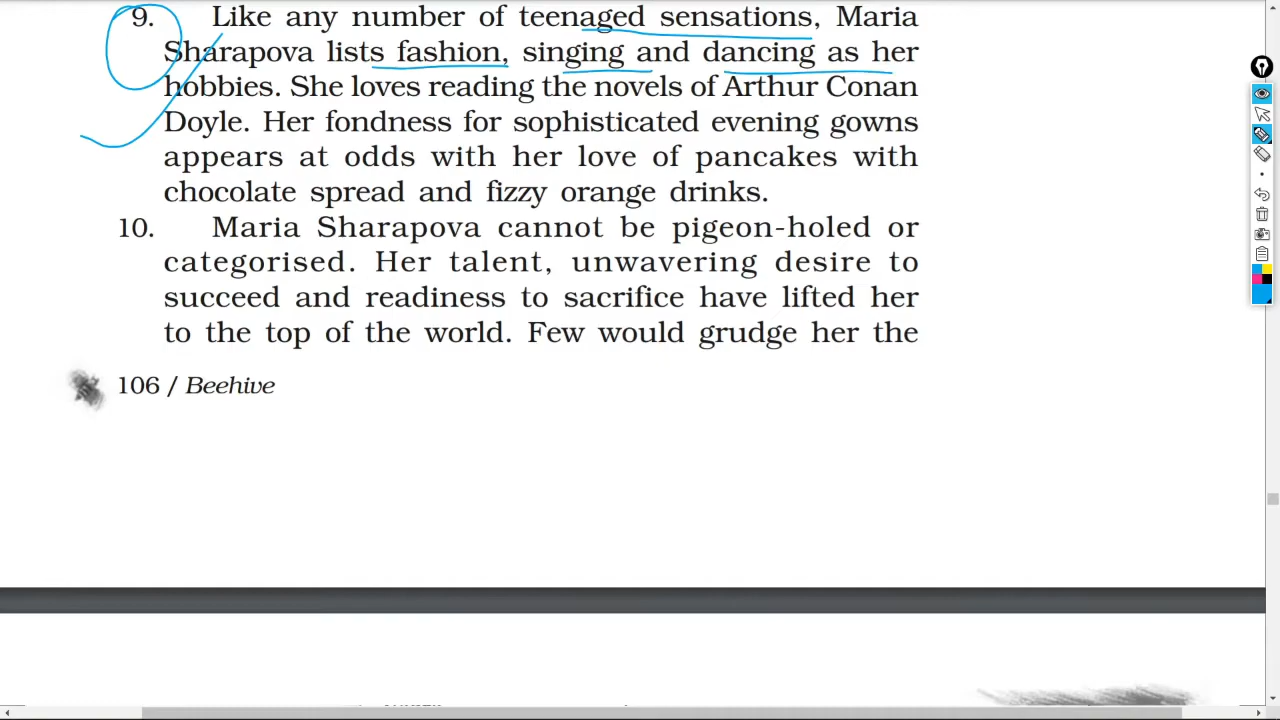 9. Like any number of teenaged sensations, Maria
Sharapova lists fashion, singing and dancing as her
hobbies. She loves reading the novels of Arthur Conan
Doyle. Her fondness for sophisticated evening gowns
appears at odds with her love of pancakes with
chocolate spread and fizzy orange drinks.
10. Maria Sharapova cannot be pigeon-holed or
categorised. Her talent, unwavering desire to
succeed and readiness to sacrifice have lifted her
to the top of the world. Few would grudge her the
106 / Beehive